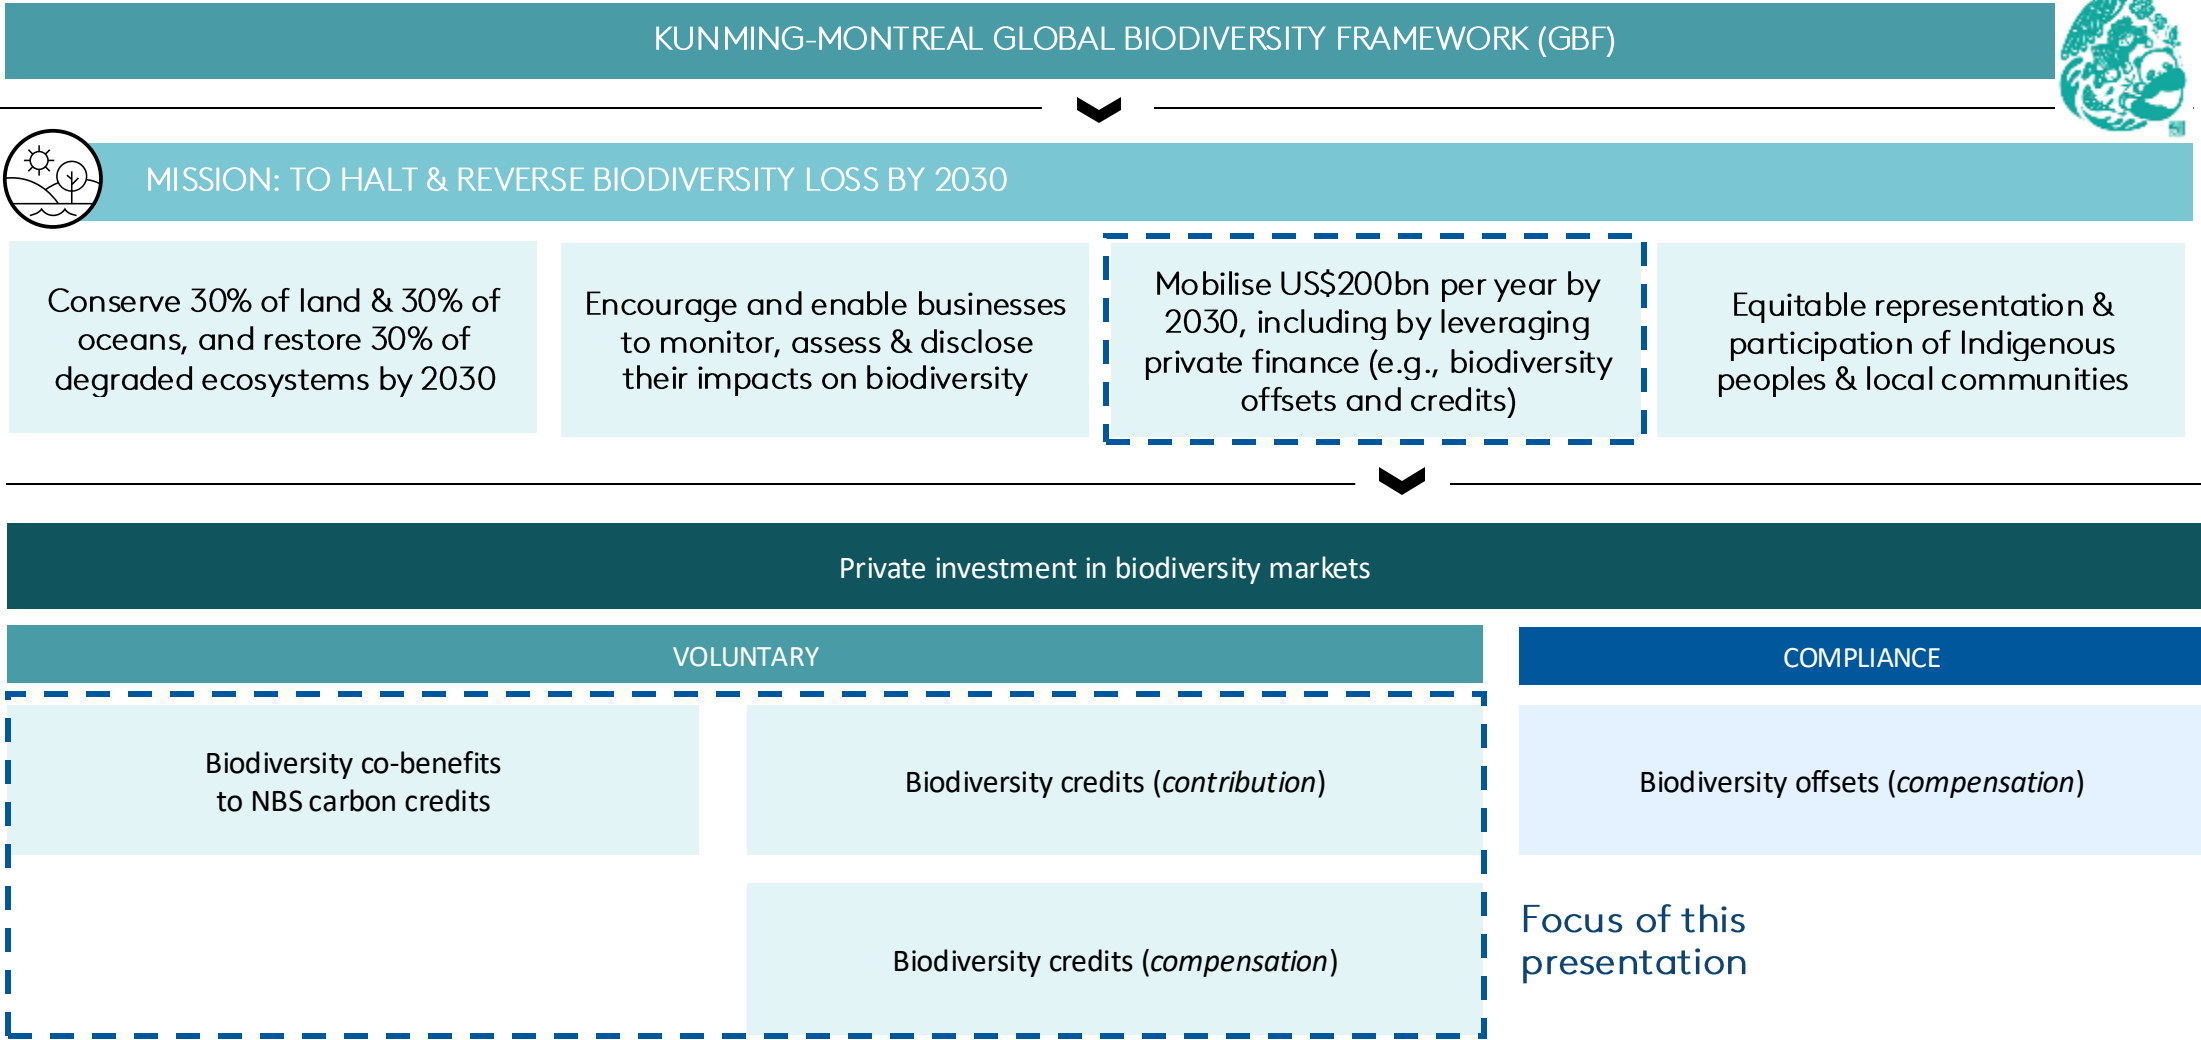 KUNMING-MONTREAL GLOBAL BIODIVERSITY FRAMEWORK (GBF)
MISSION: TO HALT & REVERSE BIODIVERSITY LOSS BY 2030
Conserve 30% of land & 30% of
oceans, and restore 30% of
degraded ecosystems by 2030
Encourage and enable businesses
to monitor, assess & disclose
their impacts on biodiversity
Mobilise US$200bn per year by
2030, including by leveraging
private finance (e.g., biodiversity
offsets and credits)
Equitable representation &
participation of Indigenous
peoples & local communities
Private investment in biodiversity markets
VOLUNTARY
COMPLIANCE
Biodiversity co-benefits
to NBS carbon credits
Biodiversity credits (contribution)
Biodiversity offsets (compensation)
Biodiversity credits (compensation)
Focus of this
presentation